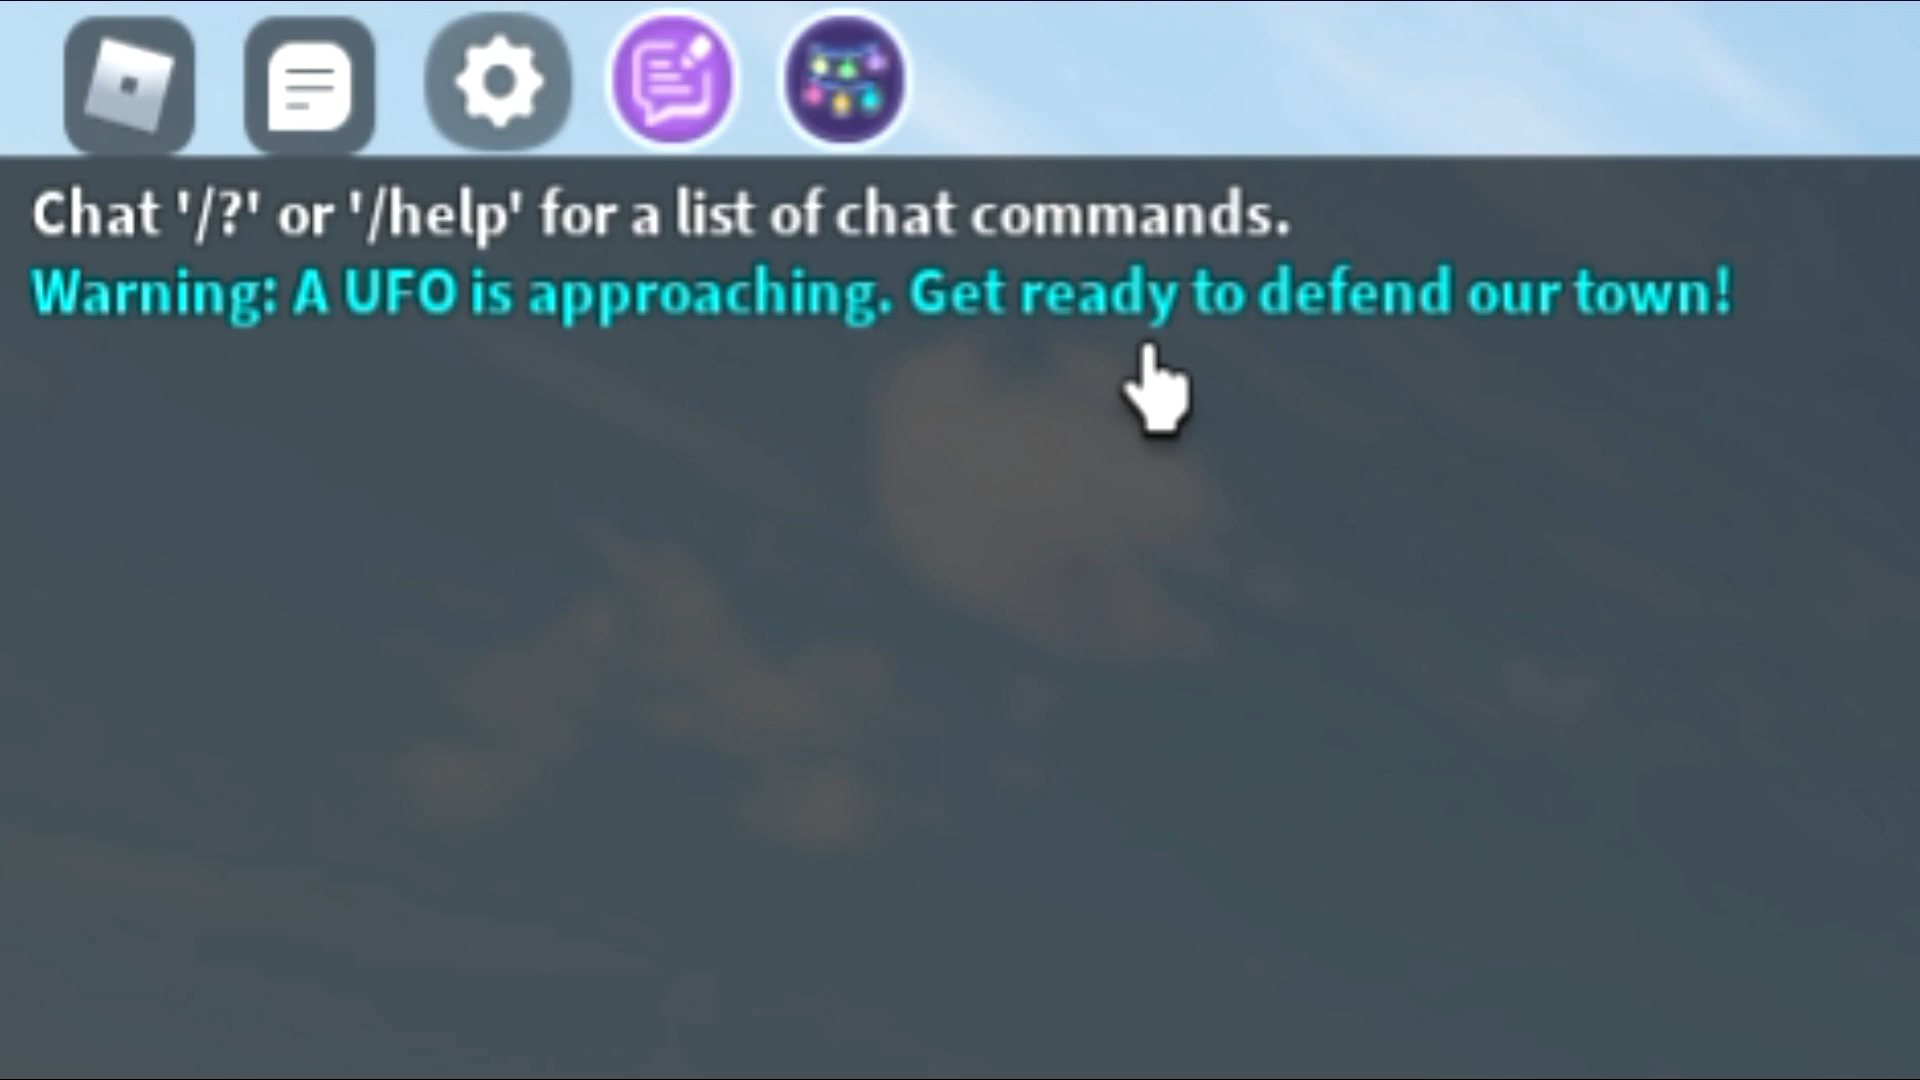 Chat '/?' or '/help' for a list of chat commands.
Warning: A UFO is approaching. Get ready to defend our town!